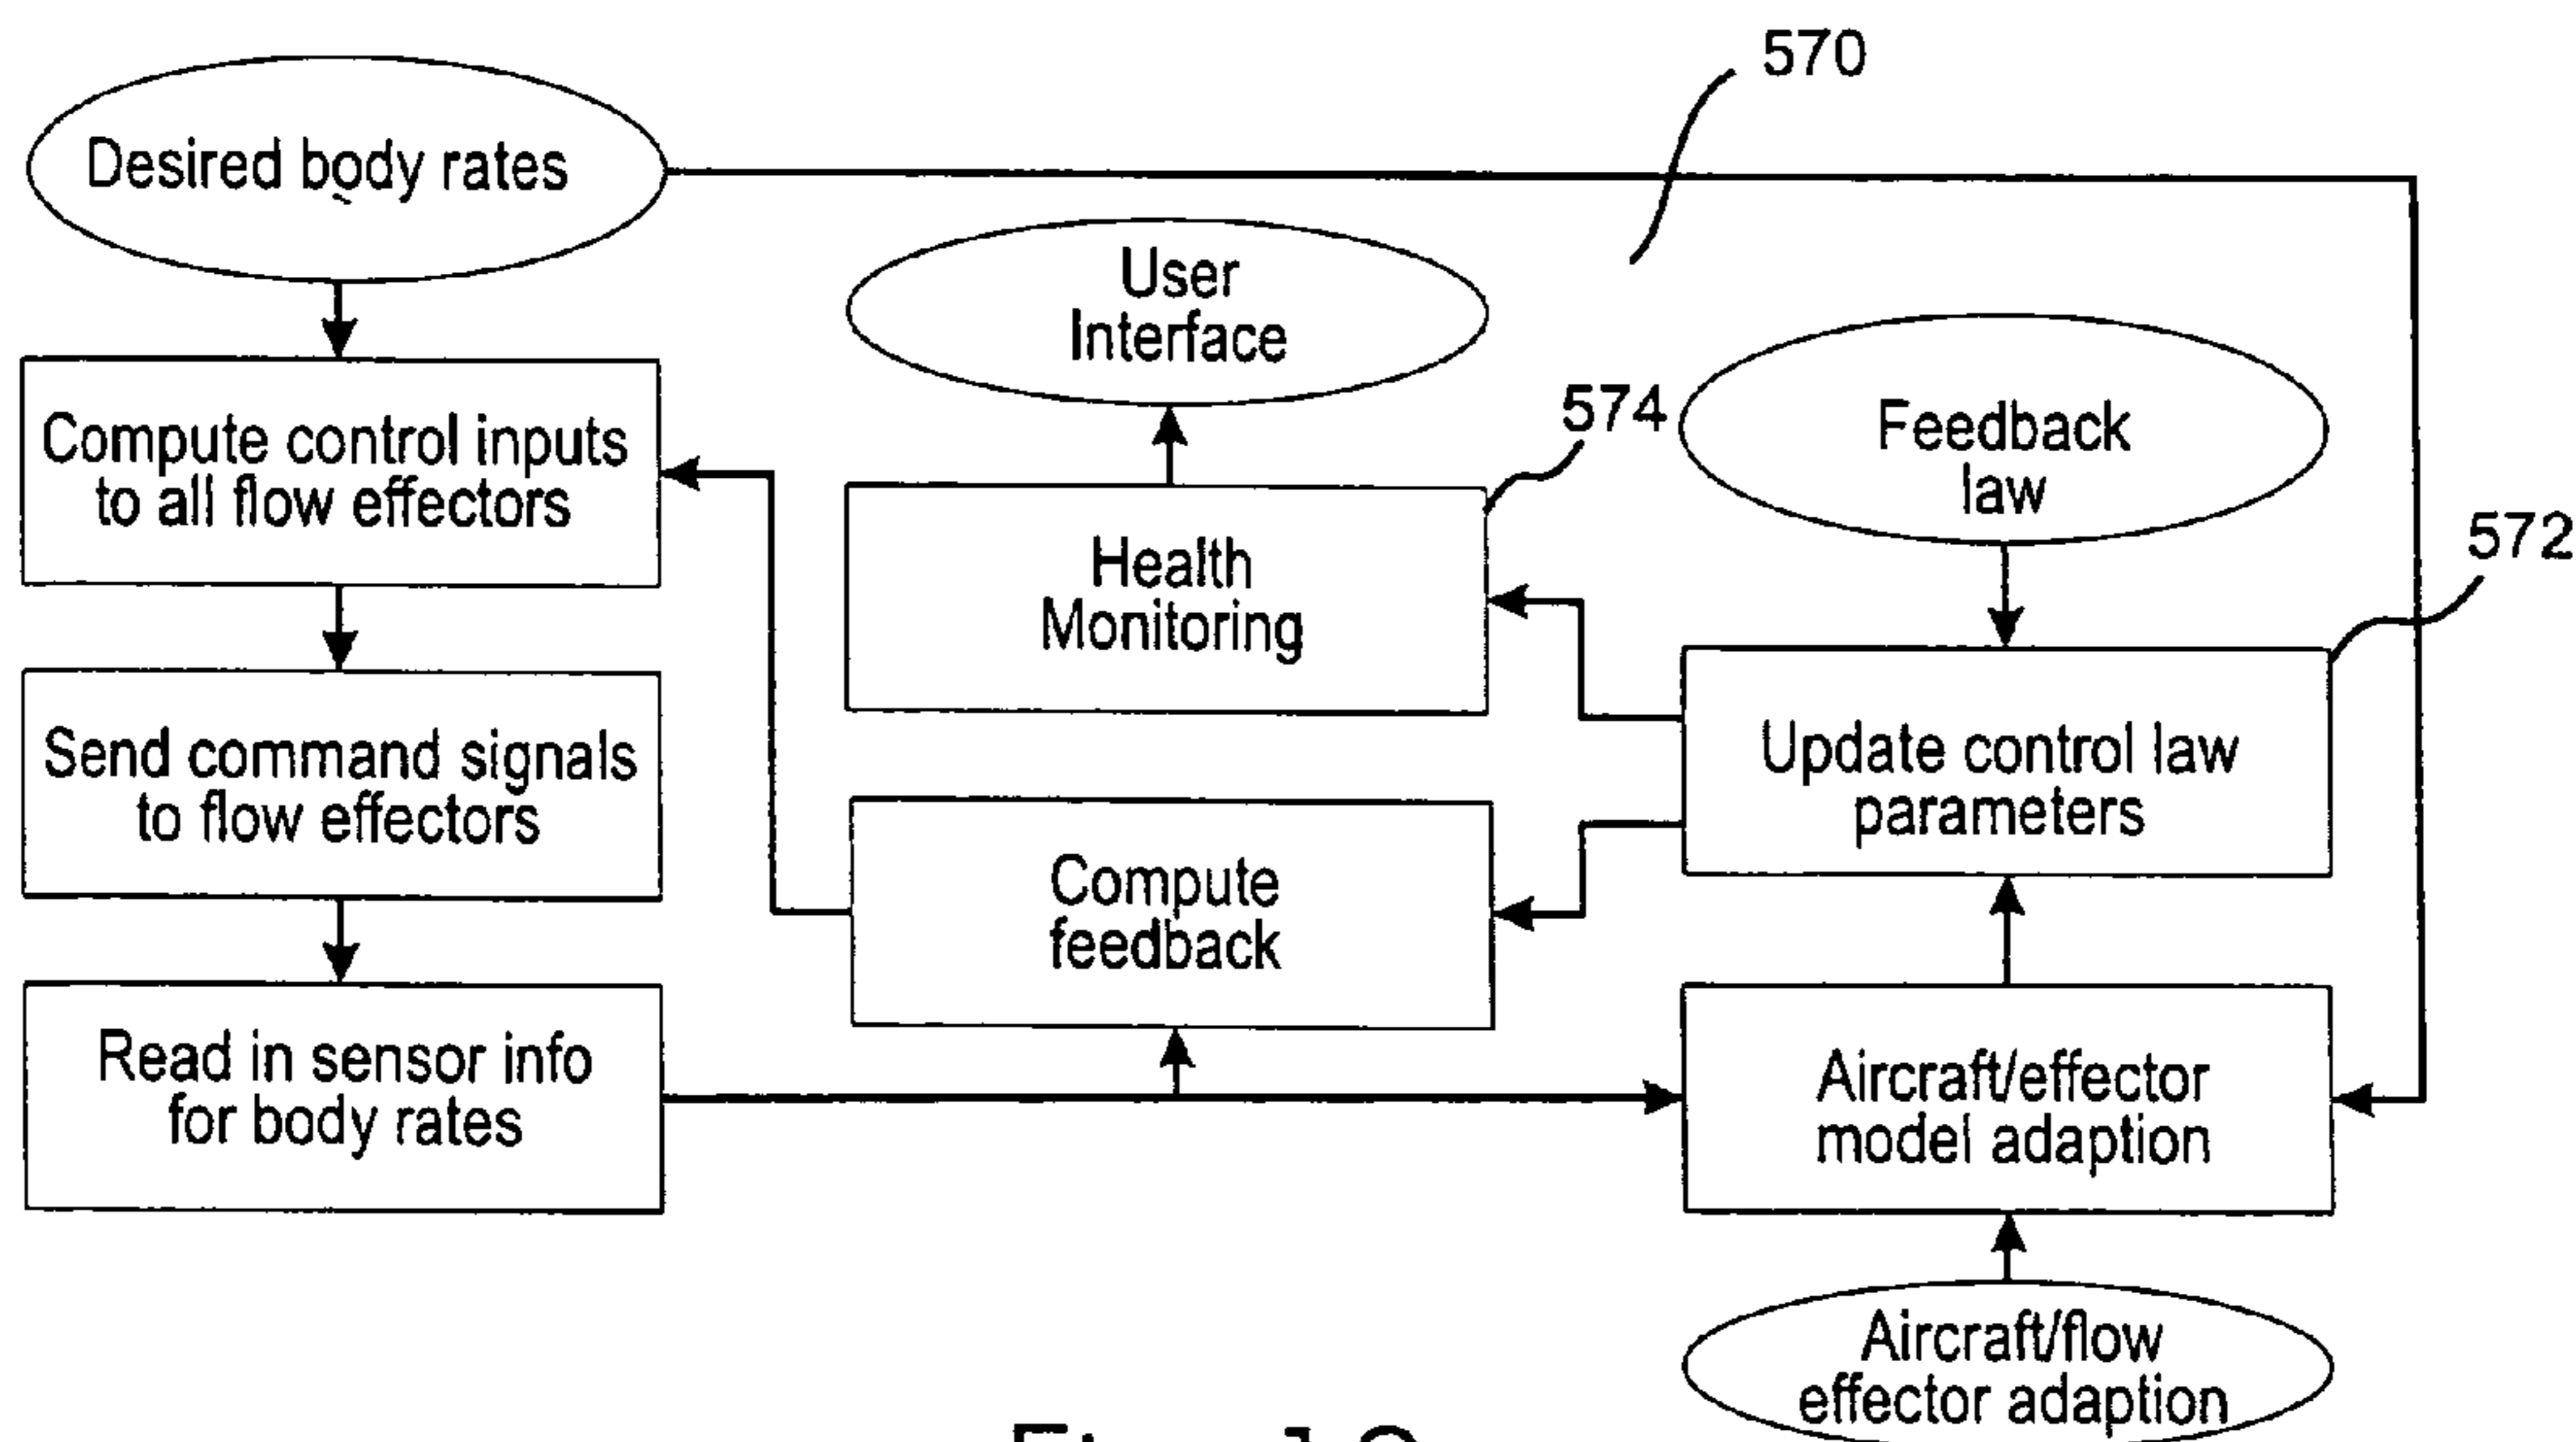 570
Desired body rates
User
Interface
574
Feedback
law
572
Compute control inputs
to all flow effectors
Health
Monitoring
Send command signals
to flow effectors
Update control law
parameters
Compute
feedback
Read in sensor info
for body rates
Aircraft/effector
model adaption
Aircraft/flow
effector adaption